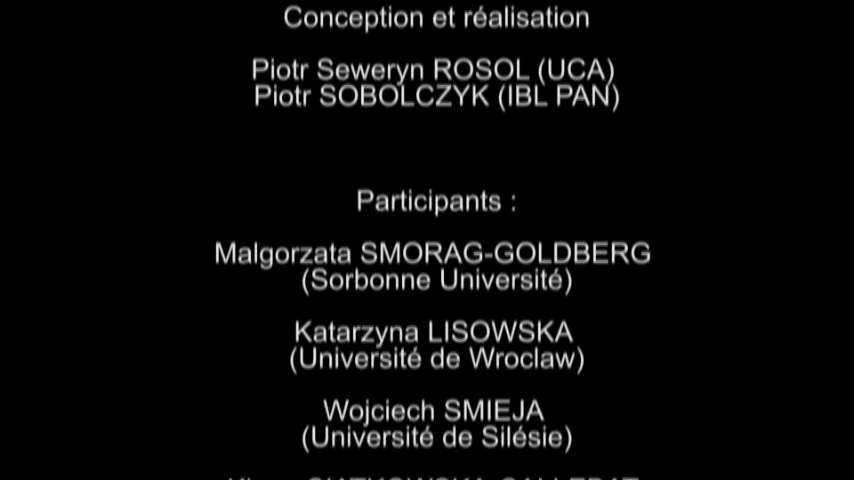 Conception et réalisation
Piotr Seweryn ROSOL (UCA)
Piotr SOBOLCZYK (IBL PAN)
Participants :
Malgorzata SMORAG-GOLDBERG
(Sorbonne Université)
Katarzyna LISOWSKA
(Université de Wroclaw)
Wojciech SMIEJA
(Université de Silésie)